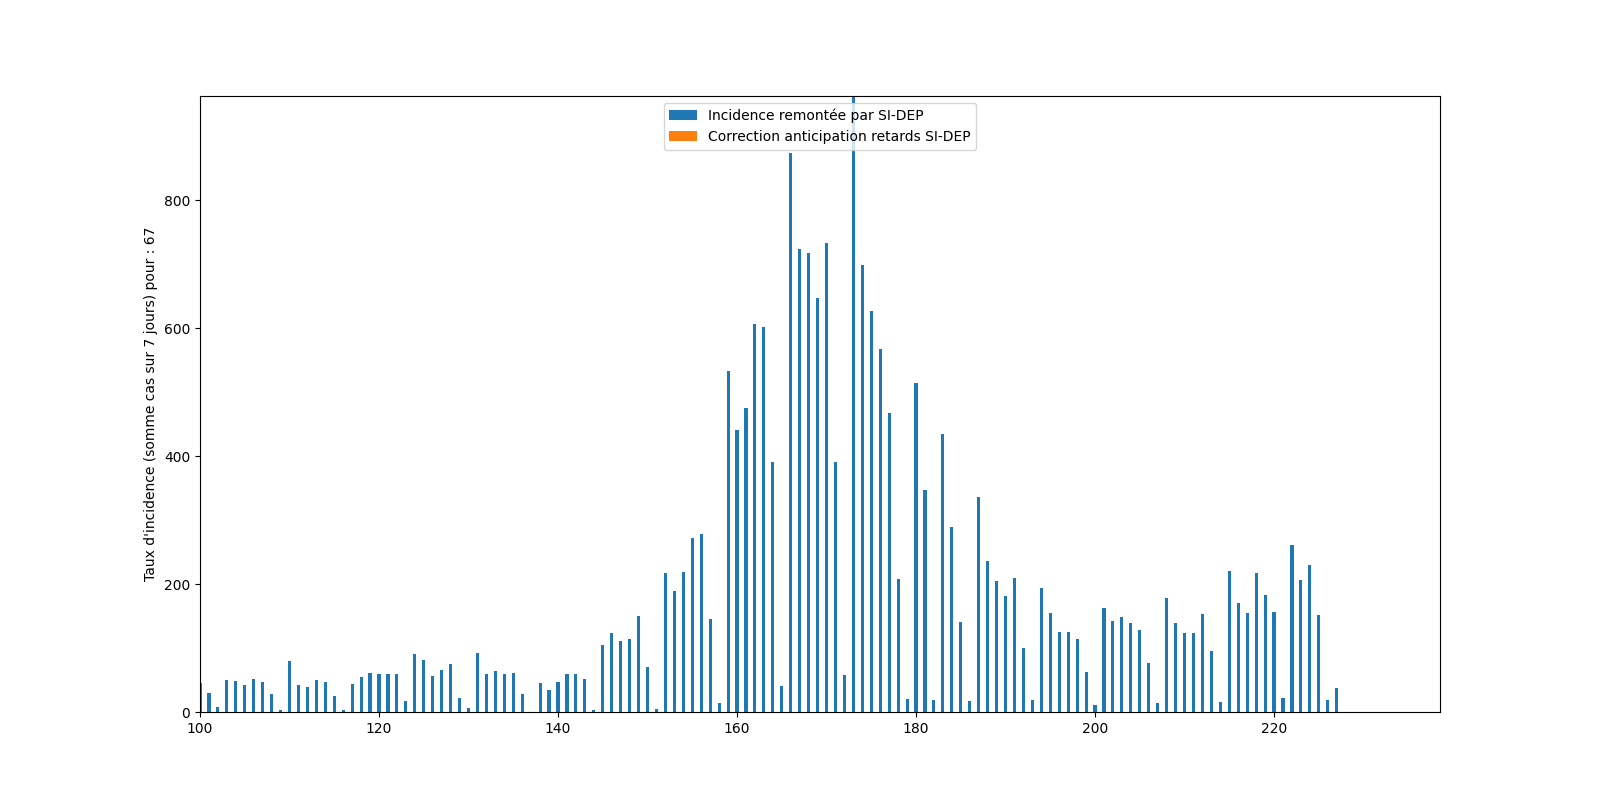 Incidence remontée par SI-DEP
Correction anticipation retards SI-DEP
Taux d'incidence (somme cas sur 7 jours) pour : 67
800
600
400
200
0
100 120 140 160 180 200 220